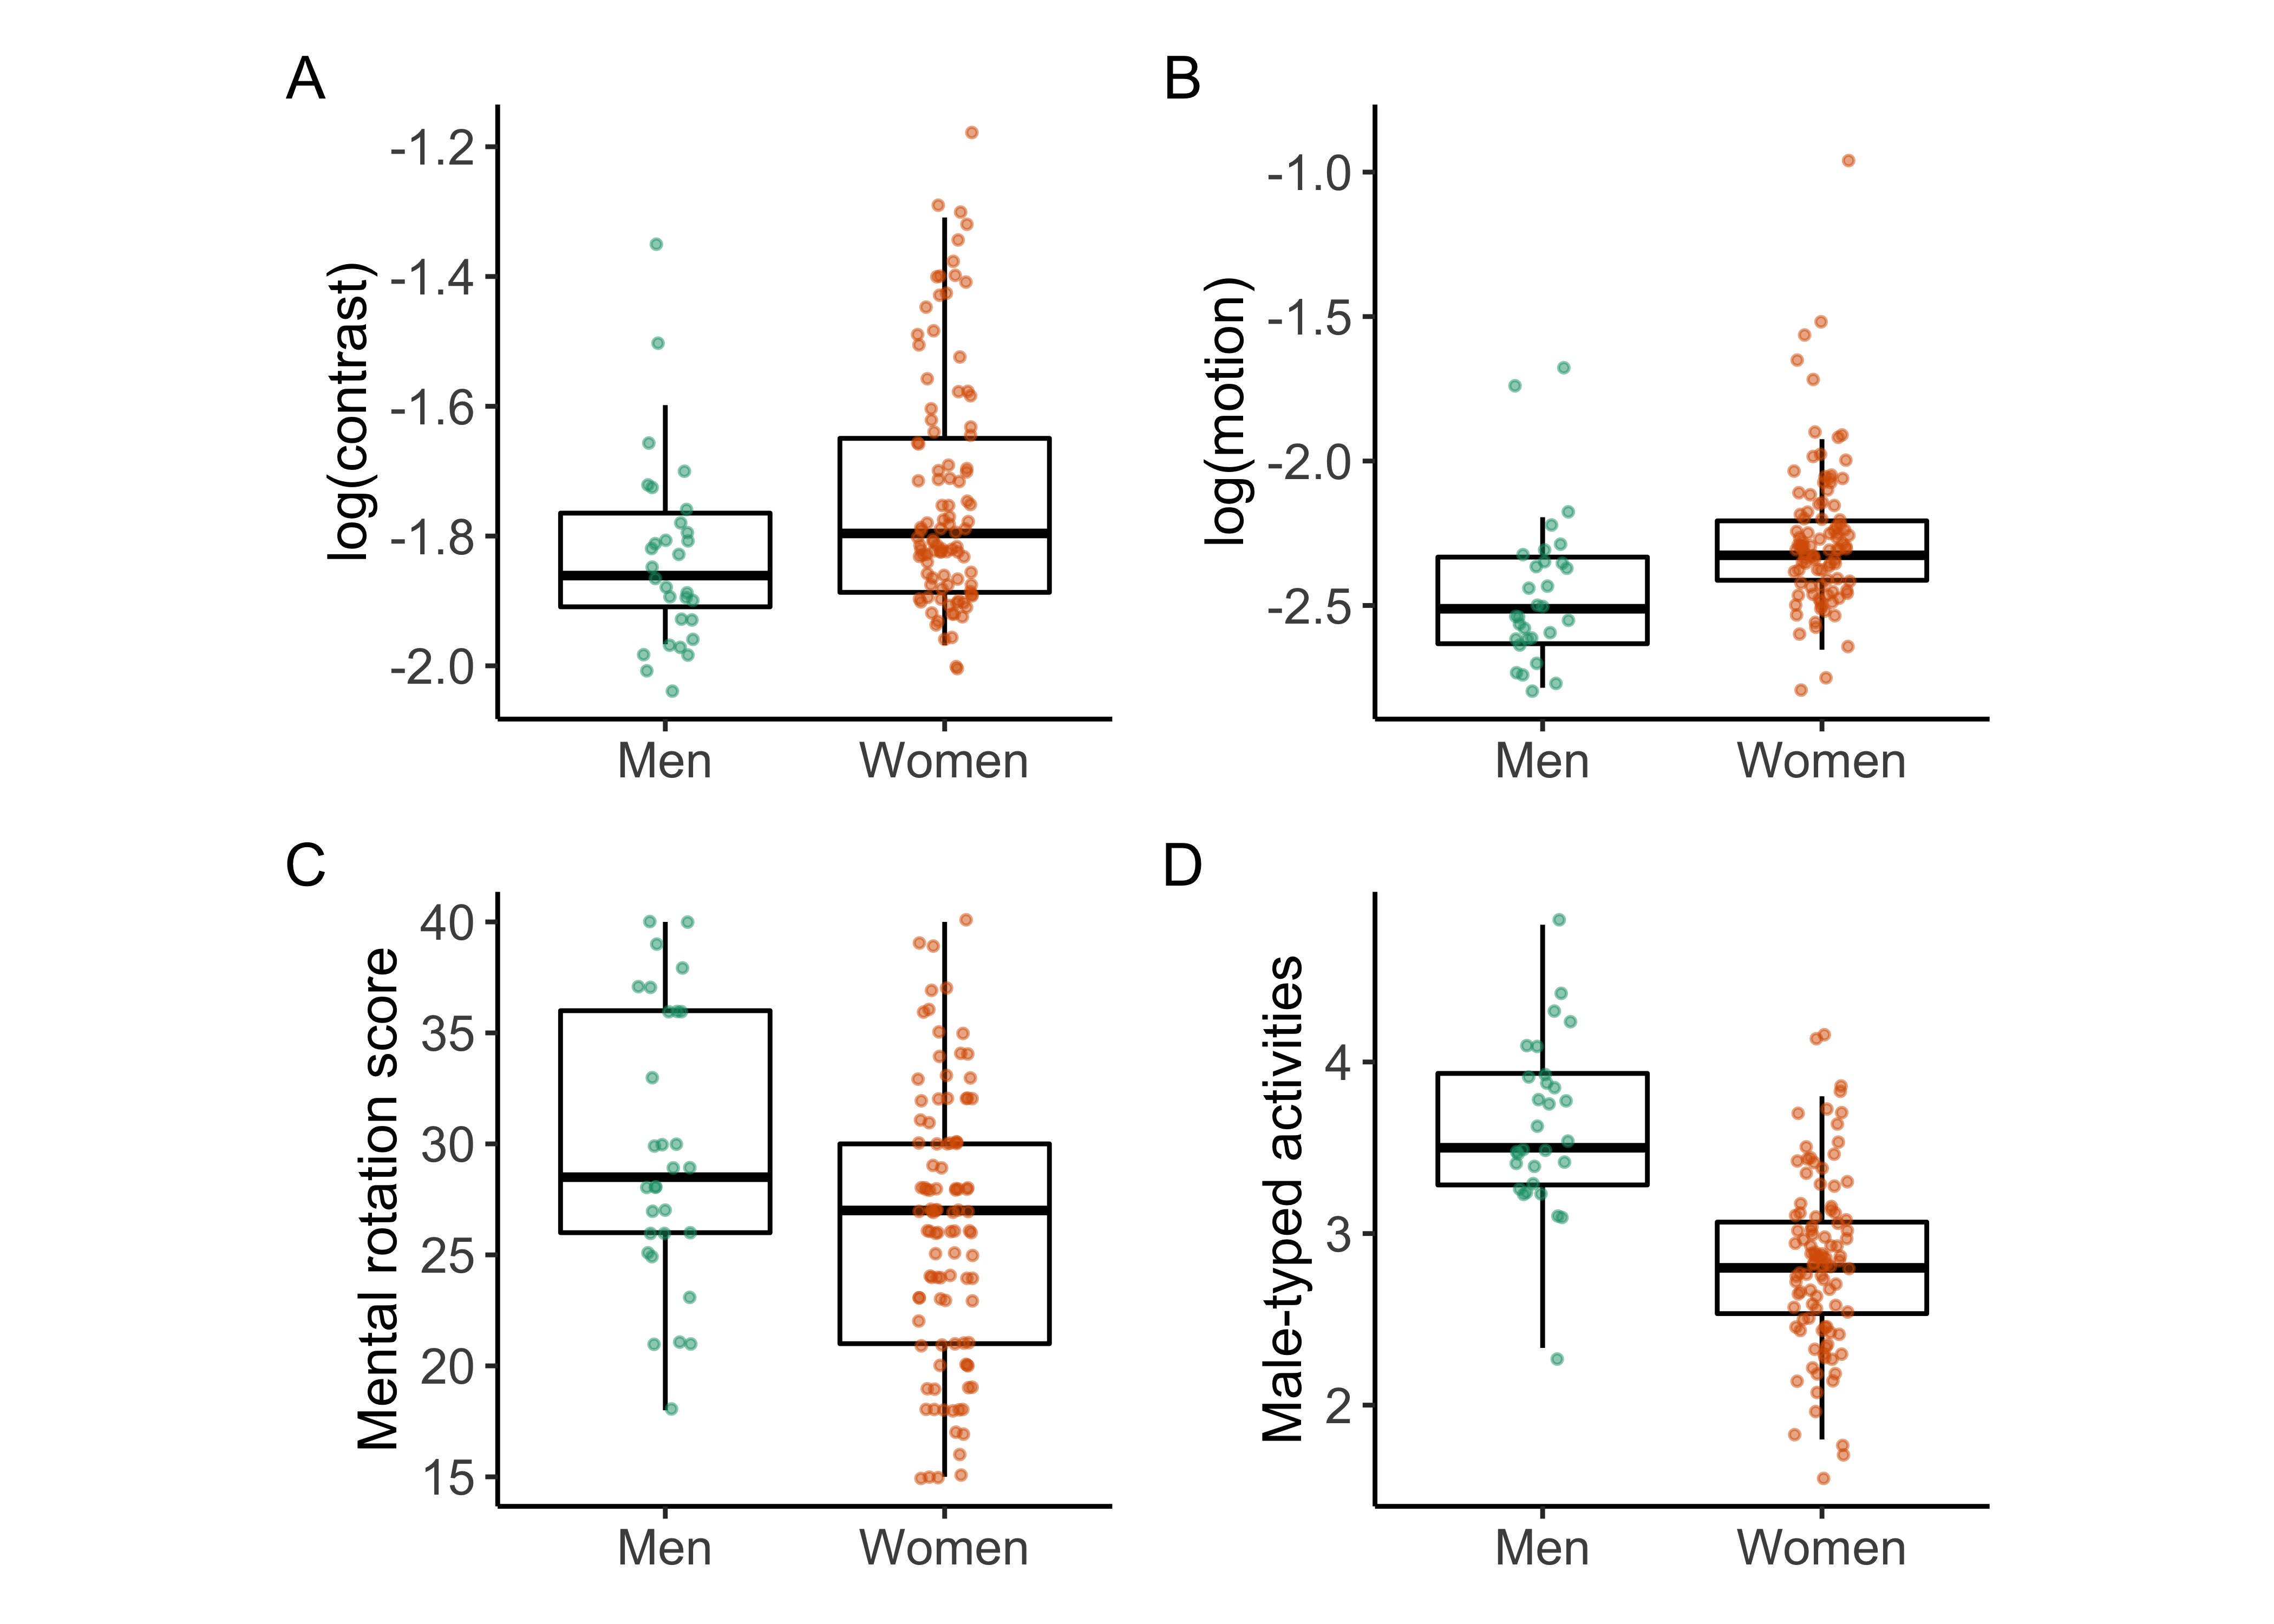 A
log(contrast)
-1.2
-1.4
-1.6
-1.8
-2.0
Men Women
B
log(motion)
-1.0
-1.5
-2.0
-2.5
Men Women
C
Mental rotation score
40
35
30
25
20
15
Men Women
D
Male-typed activities
4
3
2
Men Women